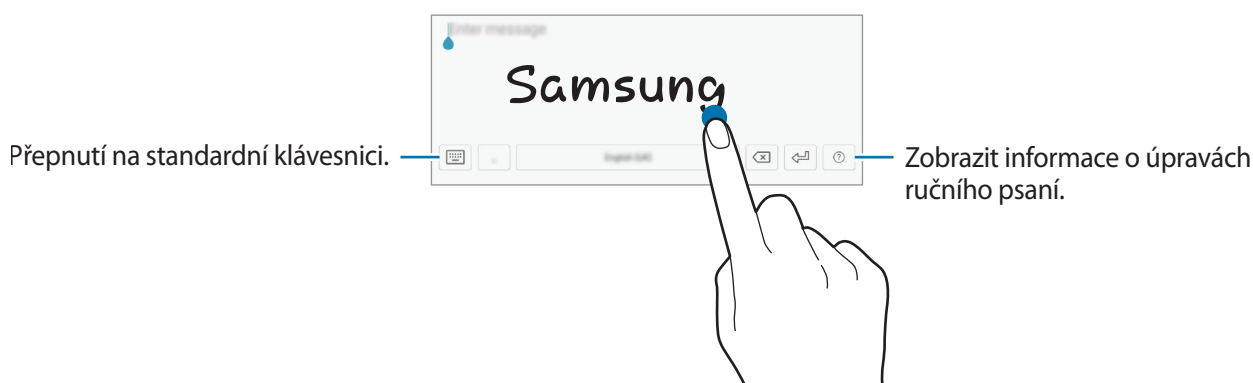 Enter message
Samsung
Přepnutí na standardní klávesnici.
English (UK)
Zobrazit informace o úpravách
ručního psaní.